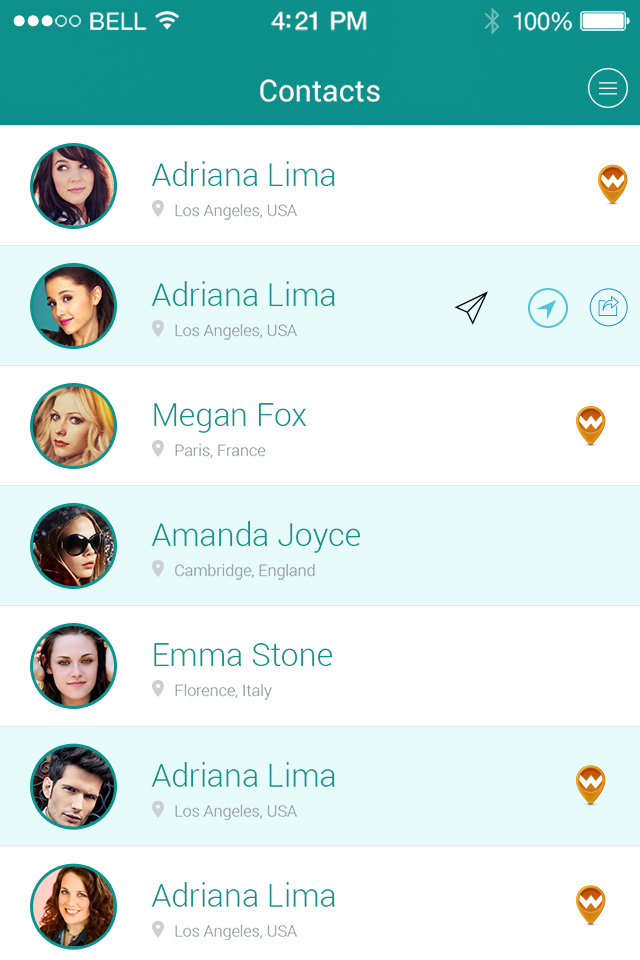 BELL 4:21 PM 100%
Contacts
Adriana Lima
Los Angeles, USA
Adriana Lima
Los Angeles, USA
Megan Fox
Paris, France
Amanda Joyce
Cambridge, England
Emma Stone
Florence, Italy
Adriana Lima
Los Angeles, USA
Adriana Lima
Los Angeles, USA